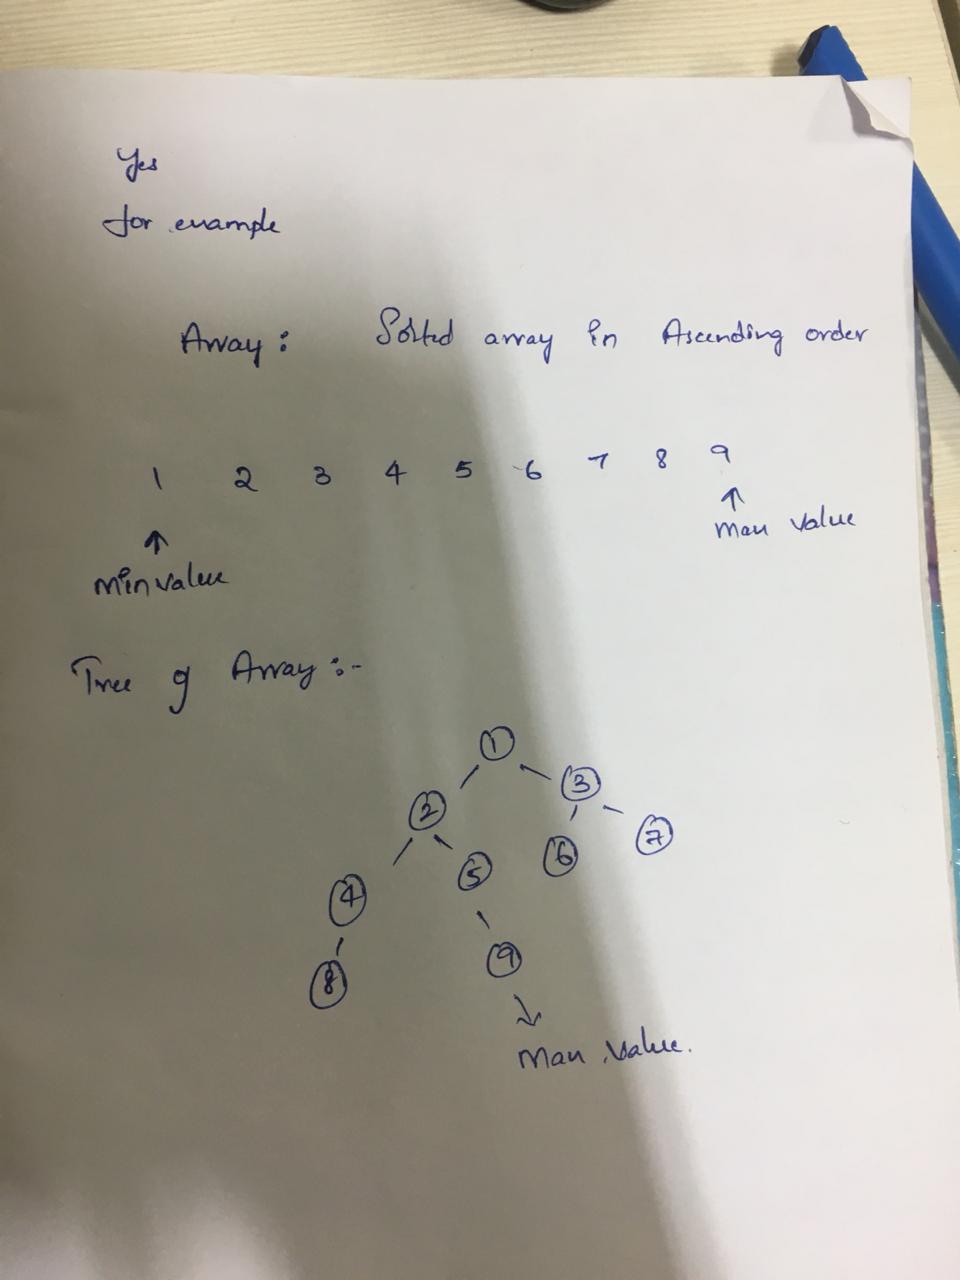 Yes
for example
Array: Sorted array in Ascending order
1 2 3 4 5 6 7 8 9
Max value
Min value
Tree of Array :-
1
2 3
4 5 6 7
8 9
Max value.